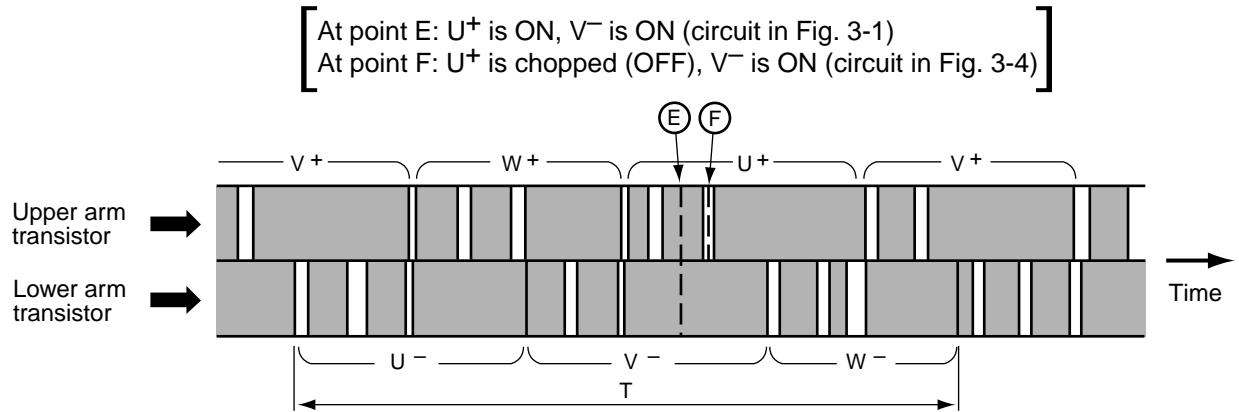 At point E: U+ is ON, V− is ON (circuit in Fig. 3-1)
At point F: U+ is chopped (OFF), V− is ON (circuit in Fig. 3-4)
E F
V+ W+ U+ V+
Upper arm
transistor
Lower arm
transistor
Time
U− V− W−
T